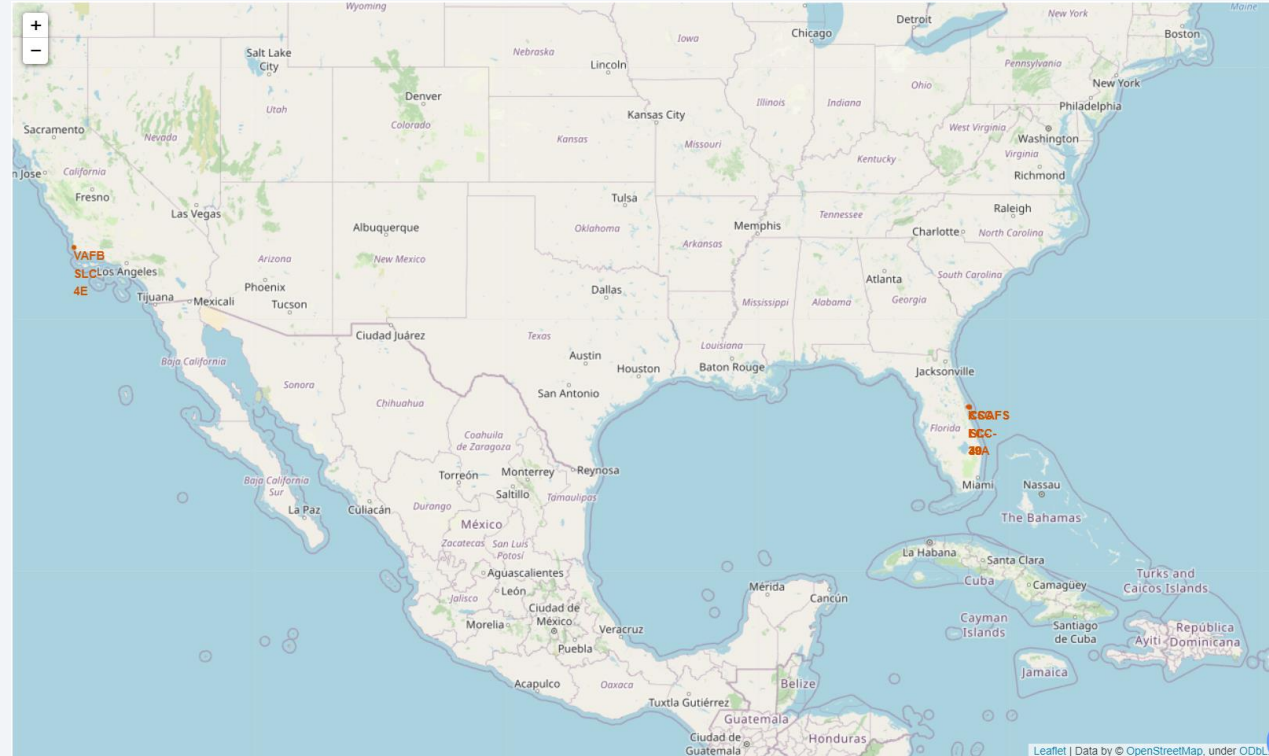 Wyoming
New York
Maine
+
−
Detroit
Chicago
Boston
Iowa
Salt Lake
City
Nebraska
Lincoln
Pennsylvania
New York
Denver
Ohio
Illinois
Indiana
Philadelphia
Utah
Kansas City
Colorado
Sacramento
Nevada
Kansas
Missouri
West Virginia
Washington
Virginia
Kentucky
n Jose
California
Richmond
Fresno
Tulsa
Las Vegas
Raleigh
Tennessee
Albuquerque
Oklahoma
Memphis
Charlotte
North Carolina
Arkansas
VAFB
SLC
4E
Los Angeles
Arizona
New Mexico
South Carolina
Atlanta
Phoenix
Dallas
Tijuana
Mexicali
Tucson
Mississippi
Alabama
Georgia
Ciudad Juárez
Texas
Louisiana
Austin
Baja California
Houston
Baton Rouge
Jacksonville
Sonora
San Antonio
Chihuahua
Florida
Coahuila
de Zaragoza
Torreón
Monterrey
Reynosa
Baja California
Sur
Miami
Nassau
Saltillo
Tamaulipas
La Paz
Culiacán
Durango
The Bahamas
México
Zacatecas
San Luis
Potosí
La Habana
Santa Clara
Aguascalientes
Cuba
Camagüey
Turks and
Caicos Islands
León
Mérida
Cancún
Jalisco
Ciudad de
México
Morelia
Veracruz
Cayman
Islands
Santiago
de Cuba
República
Dominicana
Ayiti
Puebla
Jamaica
Acapulco
Oaxaca
Belize
Tuxtla Gutiérrez
Guatemala
Ciudad de
Guatemala
Honduras
Leaflet | Data by © OpenStreetMap, under ODbL